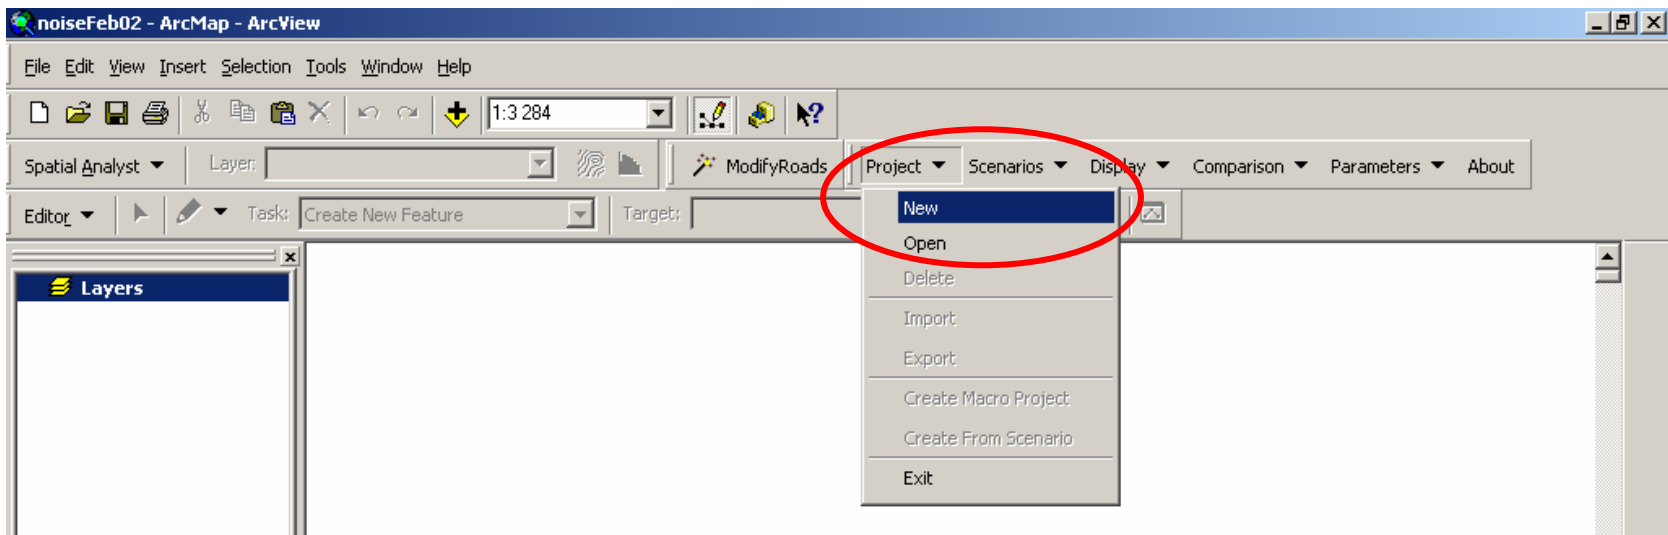 noiseFeb02 - ArcMap - ArcView
File Edit View Insert Selection Tools Window Help
1:3 284
Spatial Analyst Layer: ModifyRoads Project Scenarios Display Comparison Parameters About
Editor Task: Create New Feature Target:
New
Open
Delete
Import
Export
Create Macro Project
Create From Scenario
Exit
Layers